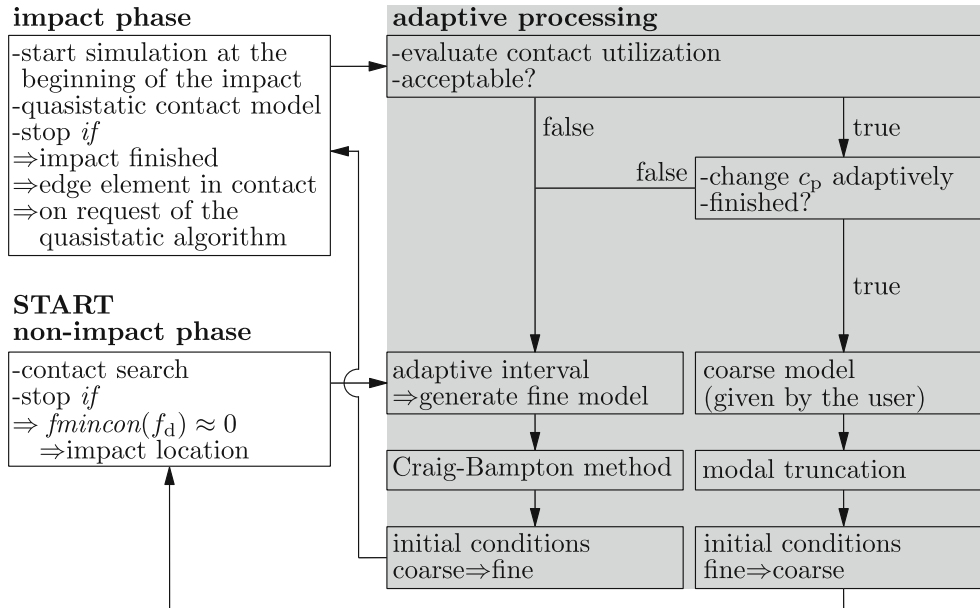 impact phase
-start simulation at the
beginning of the impact
-quasistatic contact model
-stop if
⇒impact finished
⇒edge element in contact
⇒on request of the
quasistatic algorithm
adaptive processing
-evaluate contact utilization
-acceptable?
false
true
false
-change cₚ adaptively
-finished?
true
START
non-impact phase
-contact search
-stop if
⇒ fmincon(f_d) ≈ 0
⇒impact location
adaptive interval
⇒generate fine model
Craig-Bampton method
initial conditions
coarse⇒fine
coarse model
(given by the user)
modal truncation
initial conditions
fine⇒coarse